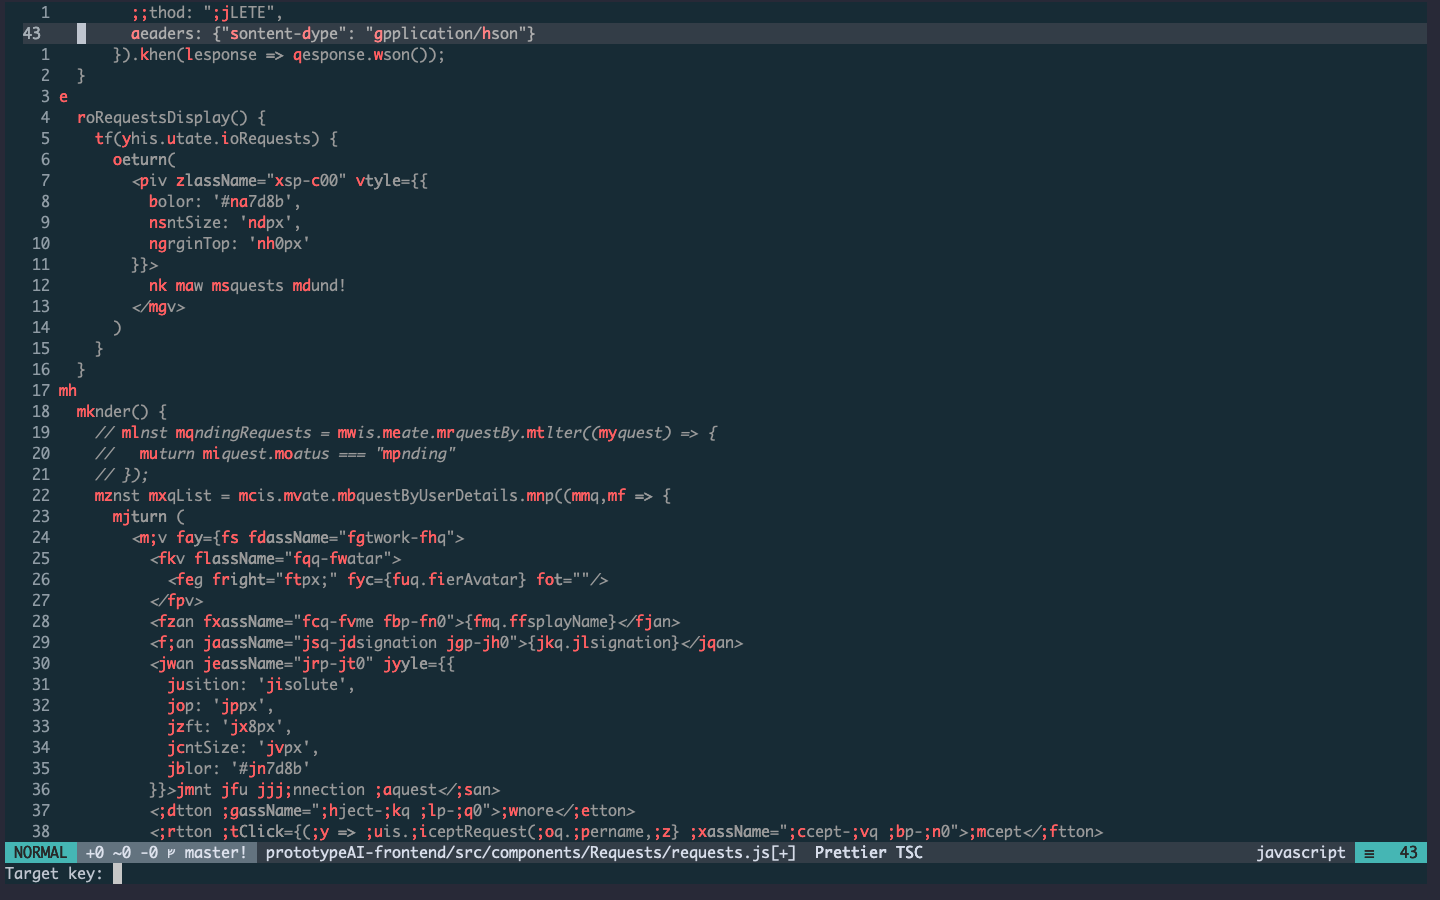 1 ;;thod: ";jLETE",
43 aeaders: {"sontent-dype": "gpplication/hson"}
1 }).khen(lesponse => qesponse.wson());
2 }
3 e
4 roRequestsDisplay() {
5 tf(yhis.utate.ioRequests) {
6 oeturn(
7 <piv zlassName="xsp-c00" vtyle={{
8 bolor: '#na7d8b',
9 nsntSize: 'ndpx',
10 ngrginTop: 'nh0px'
11 }}>
12 nk maw msquests mdund!
13 </mgv>
14 )
15 }
16 }
17 mh
18 mknder() {
19 // mlnst mqndingRequests = mwis.meate.mrquestBy.mtlter((myquest) => {
20 // muturn miquest.moatus === "mpnding"
21 // });
22 mznst mxqList = mcis.mvate.mbquestByUserDetails.mnp((mmq,mf => {
23 mjturn (
24 <m;v fay={fs fdassName="fgtwork-fhq">
25 <fkv flassName="fqq-fwatar">
26 <feg fright="ftpx;" fyc={fuq.fierAvatar} fot=""/>
27 </fpv>
28 <fzan fxassName="fcq-fvme fbp-fn0">{fmq.ffsplayName}</fjan>
29 <f;an jaassName="jsq-jdsignation jgp-jh0">{jkq.jlsignation}</jqan>
30 <jwan jeassName="jrp-jt0" jyyle={{
31 jusition: 'jisolute',
32 jop: 'jppx',
33 jzft: 'jx8px',
34 jcntSize: 'jvpx',
35 jblor: '#jn7d8b'
36 }}>jmnt jfu jjj;nnection ;aquest</;san>
37 <;dtton ;gassName=";hject-;kq ;lp-;q0">;wnore</;etton>
38 <;rtton ;tClick={(;y => ;uis.;iceptRequest(;oq.;pername,;z} ;xassName=";ccept-;vq ;bp-;n0">;mcept</;ftton>
NORMAL +0 ~0 -0 master! prototypeAI-frontend/src/components/Requests/requests.js[+] Prettier TSC javascript ≡ 43
Target key: